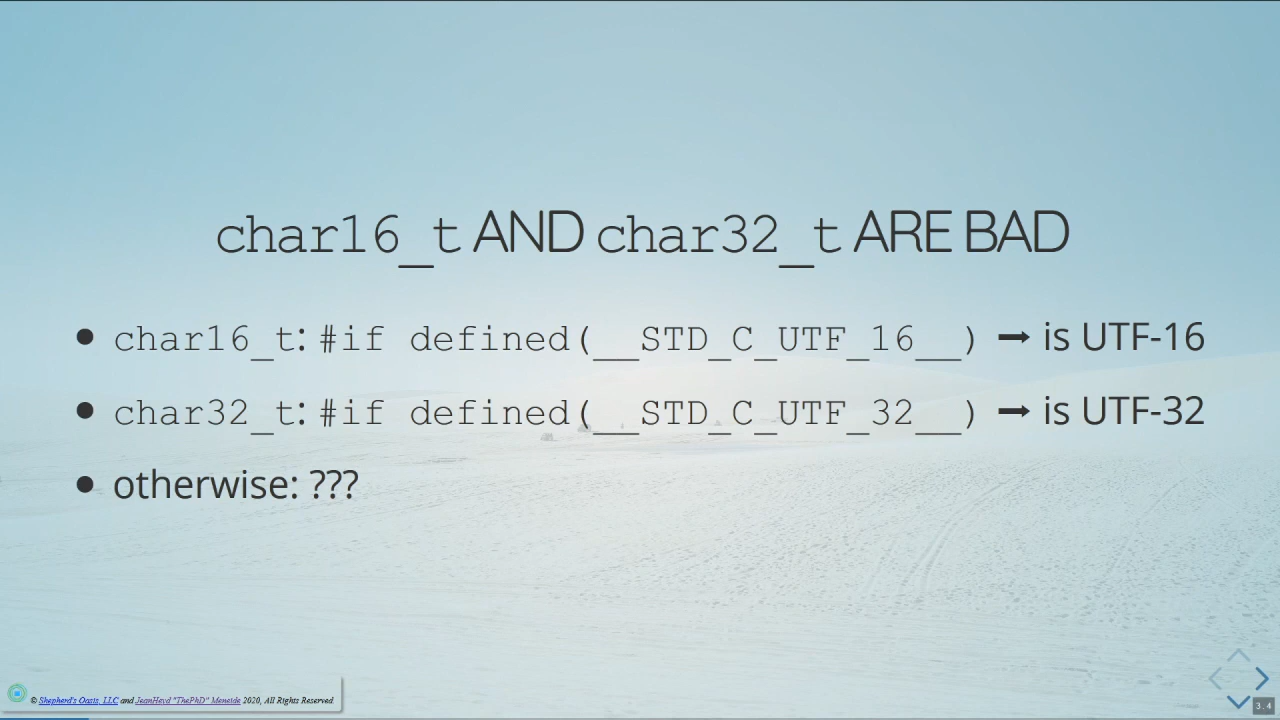 char16_t AND char32_t ARE BAD
• char16_t: #if defined(__STD_C_UTF_16__) ➞ is UTF-16
• char32_t: #if defined(__STD_C_UTF_32__) ➞ is UTF-32
• otherwise: ???
© Shepherd's Oasis, LLC and JeanHeyd "ThePhD" Meneide 2020, All Rights Reserved.
3.4